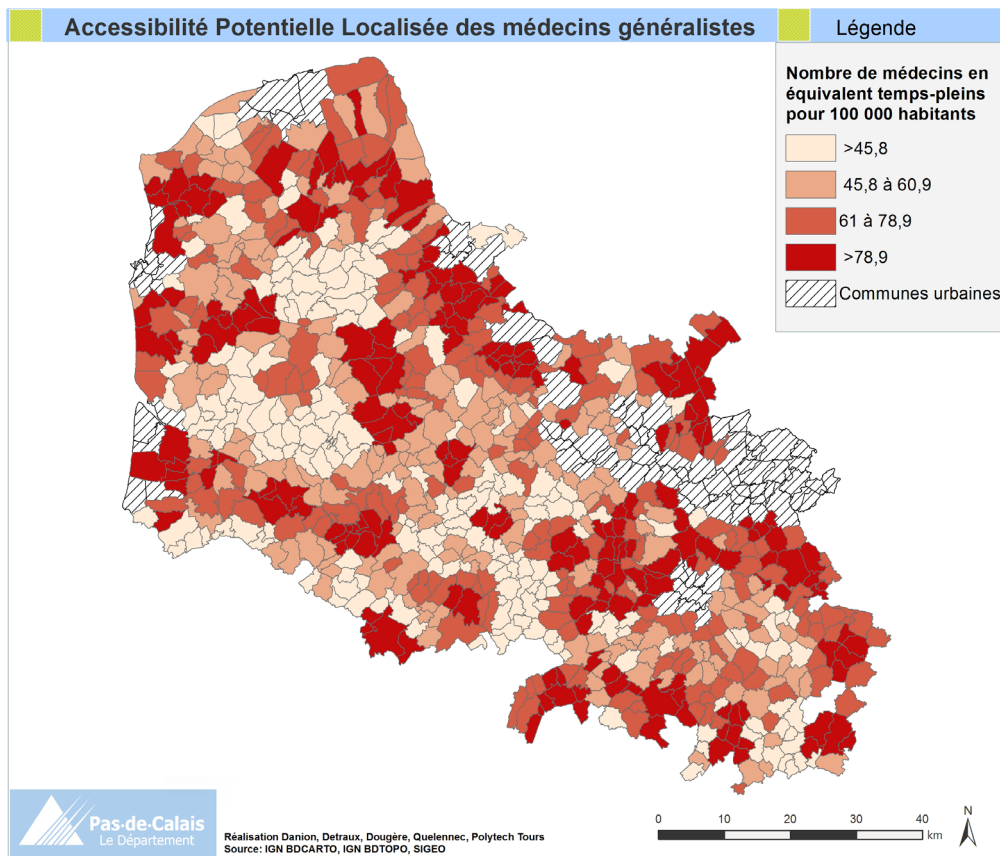 Accessibilité Potentielle Localisée des médecins généralistes
Légende
Nombre de médecins en
équivalent temps-pleins
pour 100 000 habitants
>45,8
45,8 à 60,9
61 à 78,9
>78,9
Communes urbaines
Pas-de-Calais
Le Département
Réalisation Danion, Detraux, Dougère, Quelennec, Polytech Tours
Source: IGN BDCARTO, IGN BDTOPO, SIGEO
0 10 20 30 40
km
N